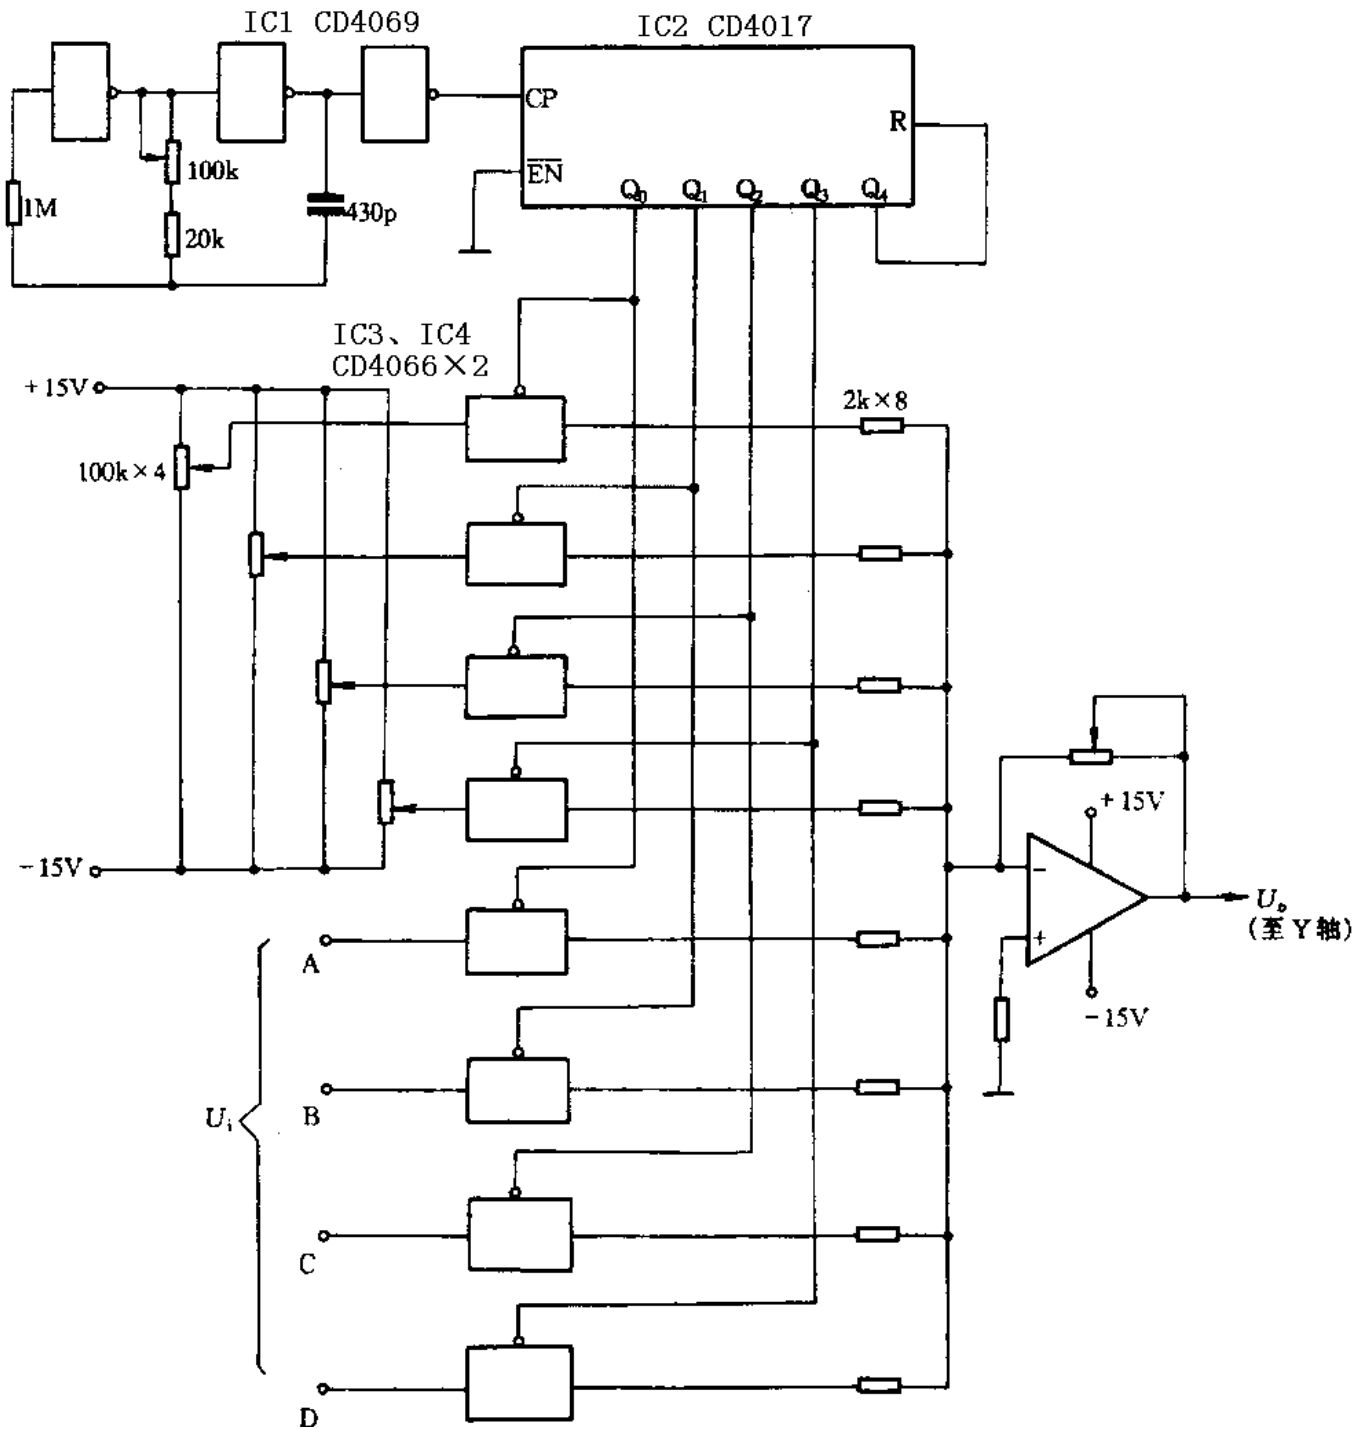 IC1 CD4069
IC2 CD4017
CP
R
EN
100k
1M
430p
20k
Q0 Q1 Q2 Q3 Q4
IC3、IC4
CD4066×2
+15V
2k×8
100k×4
+15V
-15V
-
Uo
(至 Y 轴)
+
A
-15V
B
Ui
C
D